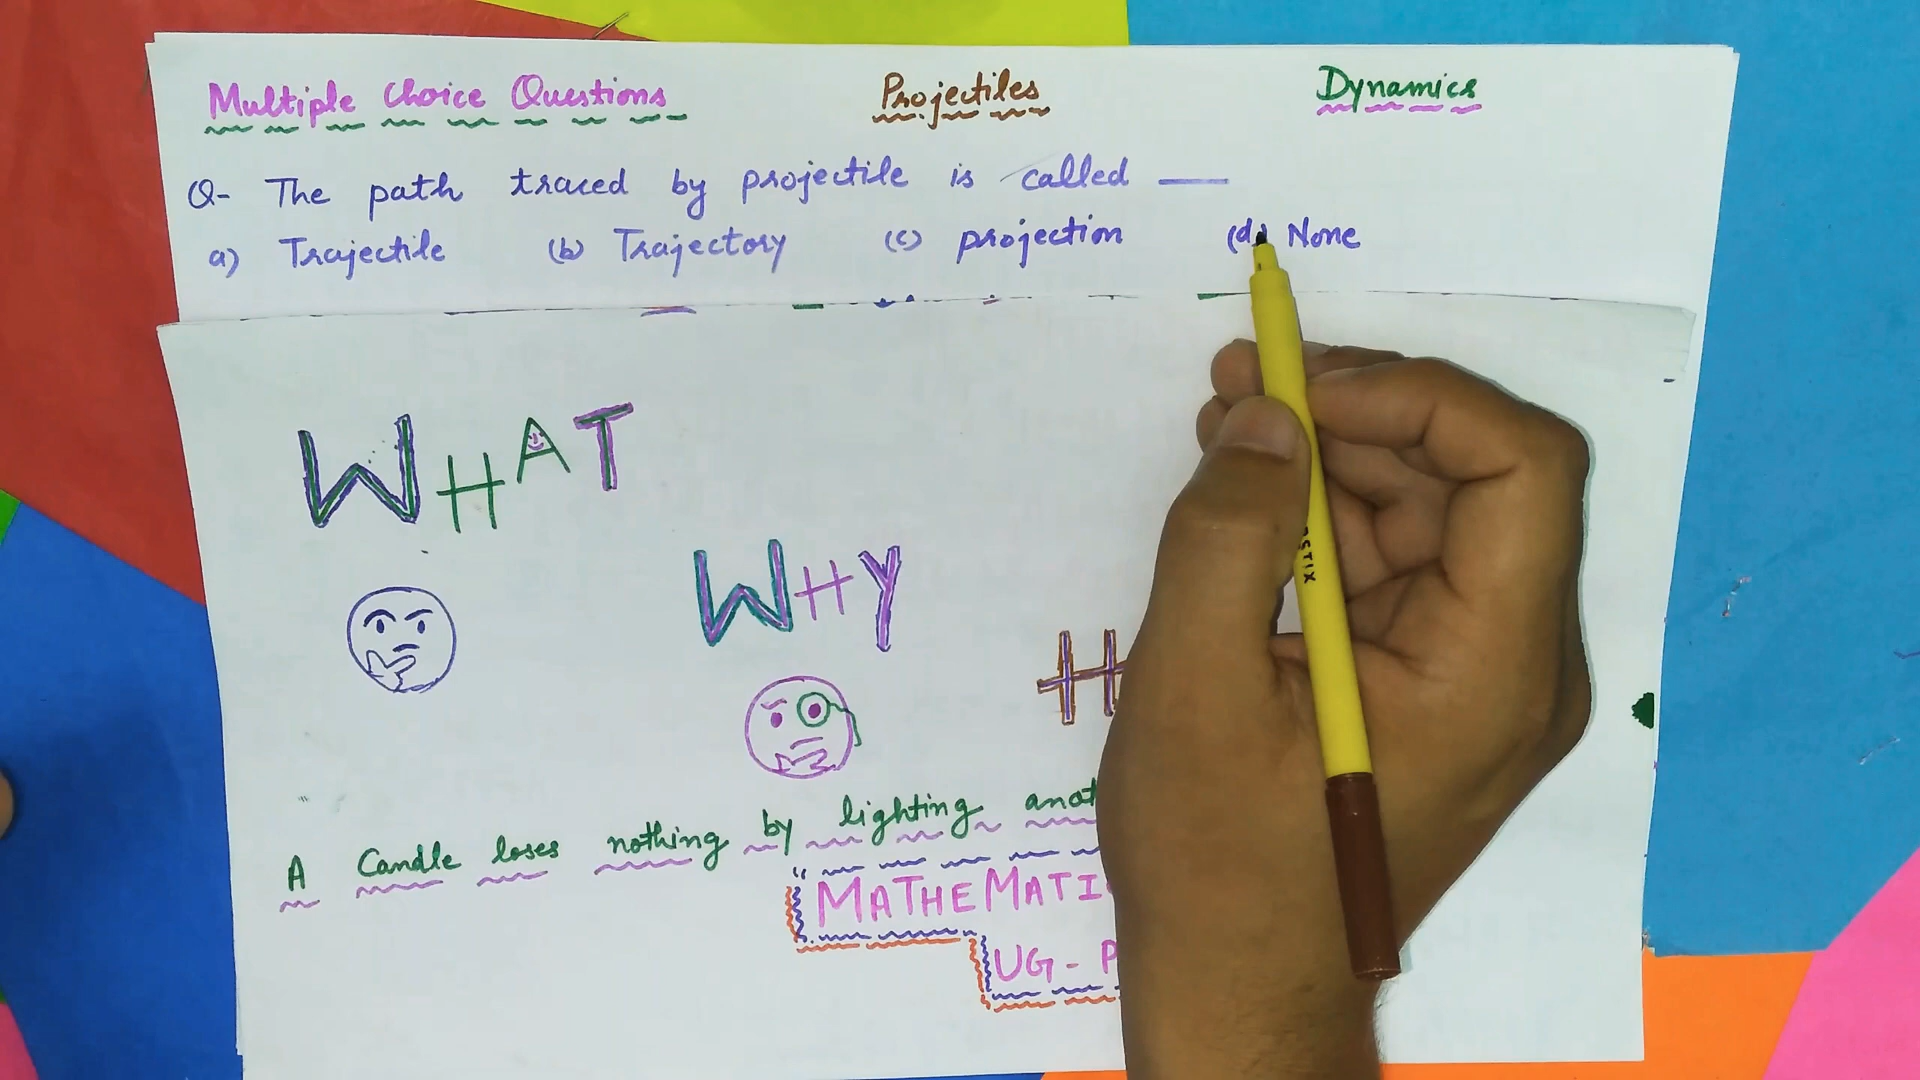 Multiple Choice Questions Projectiles Dynamics
Q- The path traced by projectile is called ——
a) Trajectile (b) Trajectory (c) projection (d) None
WHAT
WHY
A Candle loses nothing by lighting
MATHEMATI
UG - P